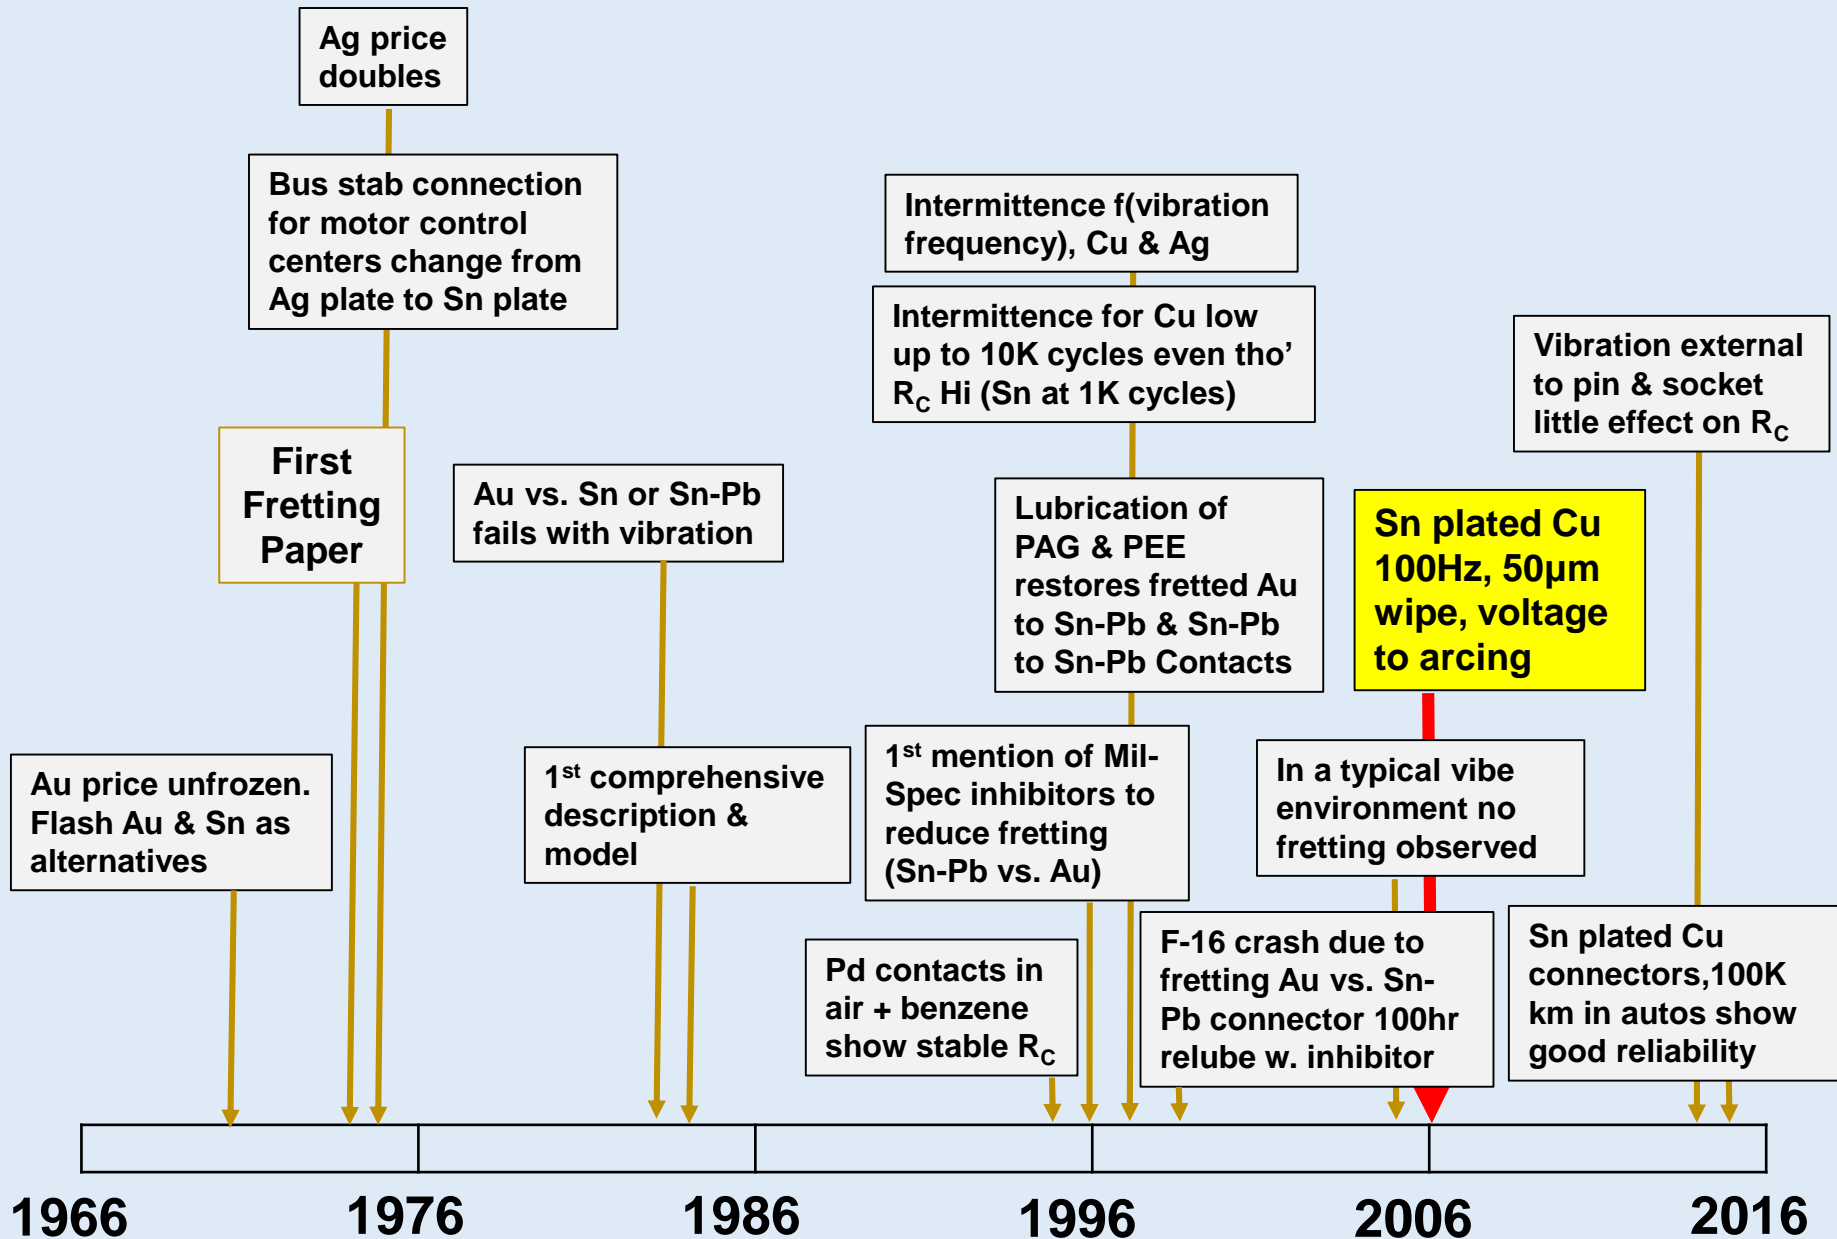 Ag price
doubles
Bus stab connection
for motor control
centers change from
Ag plate to Sn plate
First
Fretting
Paper
Au price unfrozen.
Flash Au & Sn as
alternatives
Au vs. Sn or Sn-Pb
fails with vibration
1st comprehensive
description &
model
Intermittence f(vibration
frequency), Cu & Ag
Intermittence for Cu low
up to 10K cycles even tho’
RC Hi (Sn at 1K cycles)
Lubrication of
PAG & PEE
restores fretted Au
to Sn-Pb & Sn-Pb
to Sn-Pb Contacts
1st mention of Mil-
Spec inhibitors to
reduce fretting
(Sn-Pb vs. Au)
Pd contacts in
air + benzene
show stable RC
Sn plated Cu
100Hz, 50µm
wipe, voltage
to arcing
In a typical vibe
environment no
fretting observed
F-16 crash due to
fretting Au vs. Sn-
Pb connector 100hr
relube w. inhibitor
Vibration external
to pin & socket
little effect on RC
Sn plated Cu
connectors,100K
km in autos show
good reliability
1966
1976
1986
1996
2006
2016